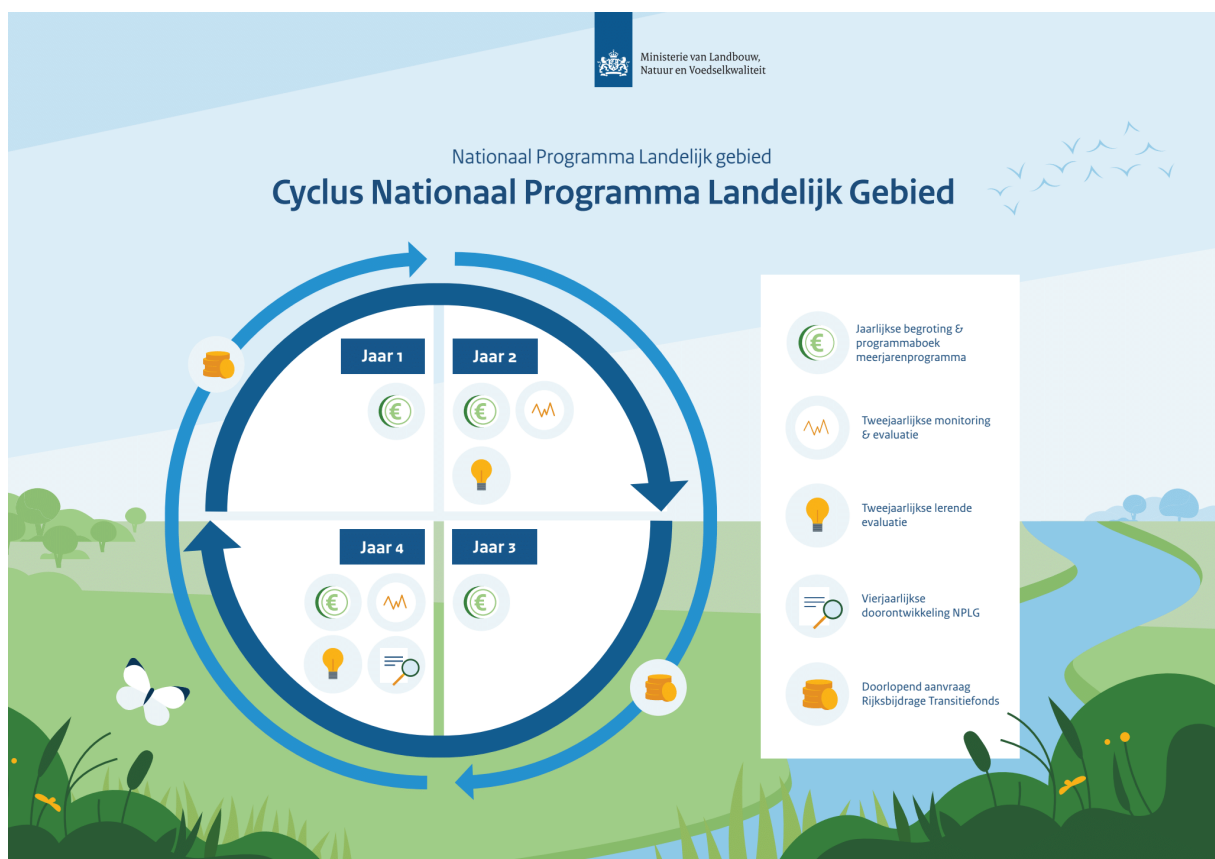 Ministerie van Landbouw,
Natuur en Voedselkwaliteit
Nationaal Programma Landelijk gebied
Cyclus Nationaal Programma Landelijk Gebied
Jaar 1
Jaar 2
Jaar 4
Jaar 3
Jaarlijkse begroting &
programmaboek
meerjarenprogramma
Tweejaarlijkse monitoring
& evaluatie
Tweejaarlijkse lerende
evaluatie
Vierjaarlijkse
doorontwikkeling NPLG
Doorlopend aanvraag
Rijksbijdrage Transitiefonds